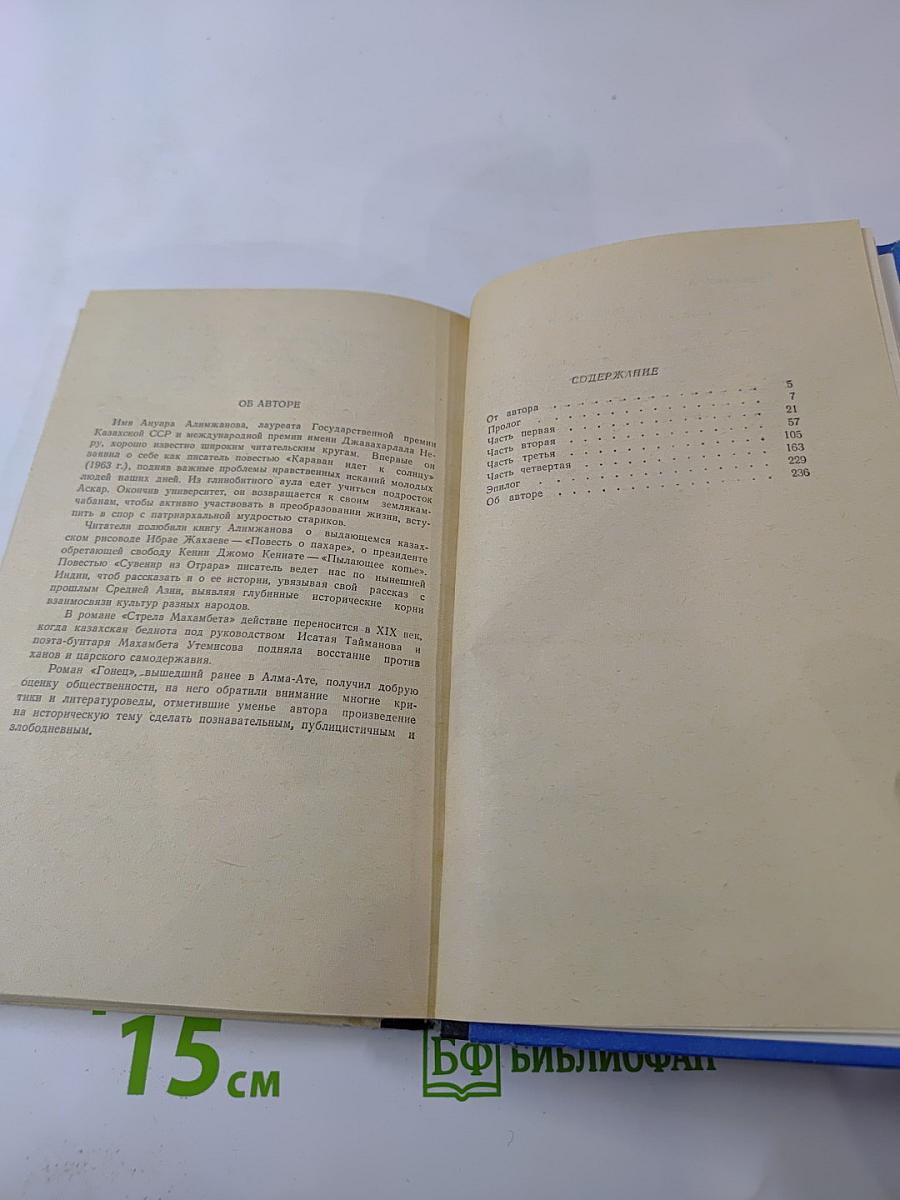 ОБ АВТОРЕ
Имя Ануара Алимжанова, лауреата Государственной премии
Казахской ССР и международной премии имени Джавахарлала Не-
ру, хорошо известно широким читательским кругам. Впервые он
заявил о себе как писатель повестью «Караван идет к солнцу»
(1963 г.), подняв важные проблемы нравственных исканий молодых
людей наших дней. Из глинобитного аула едет учиться подросток
Аскар. Окончив университет, он возвращается к своим землякам-
чабанам, чтобы активно участвовать в преобразовании жизни, всту-
пить в спор с патриархальной мудростью стариков.
Читатели полюбили книгу Алимжанова о выдающемся казах-
ском рисоводе Ибрае Жахаеве — «Повесть о пахаре», о президенте
обретающей свободу Кении Джомо Кениате — «Пылающее копье».
Повестью «Сувенир из Отрара» писатель ведет нас по нынешней
Индии, чтоб рассказать и о ее истории, увязывая свой рассказ с
прошлым Средней Азии, выявляя глубинные исторические корни
взаимосвязи культур разных народов.
В романе «Стрела Махамбета» действие переносится в XIX век,
когда казахская беднота под руководством Исатая Тайманова и
поэта-бунтаря Махамбета Утемисова подняла восстание против
ханов и царского самодержавия.
Роман «Гонец», вышедший ранее в Алма-Ате, получил добрую
оценку общественности, на него обратили внимание многие кри-
тики и литературоведы, отметившие уменье автора произведение
на историческую тему сделать познавательным, публицистичным и
злободневным.
СОДЕРЖАНИЕ
От автора . . . . . . . . . . 5
Пролог . . . . . . . . . . 7
Часть первая . . . . . . . . . . 21
Часть вторая . . . . . . . . . . 57
Часть третья . . . . . . . . . . 105
Часть четвертая . . . . . . . . . . 163
Эпилог . . . . . . . . . . 229
Об авторе . . . . . . . . . . 236
15 см
БФ БИБЛИОФАН